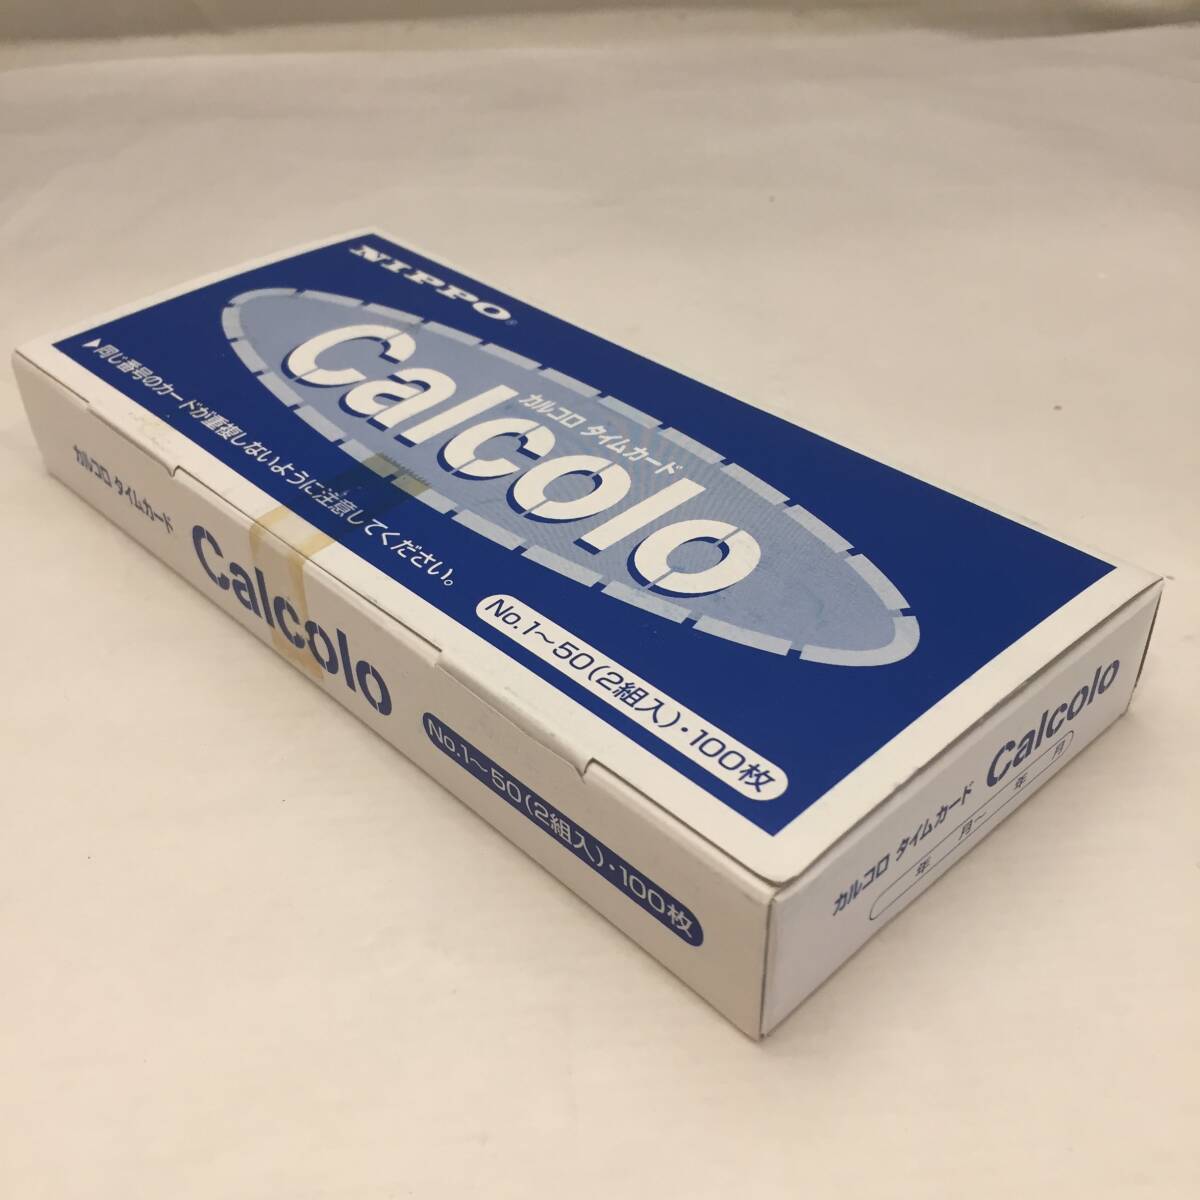 NIPPO®
カルコロ タイムカード
Calcolo
▶同じ番号のカードが重複しないように注意してください。
No.1～50(2組入)・100枚
カルコロ タイムカード
Calcolo
No.1～50(2組入)・100枚
カルコロ タイムカード Calcolo
年 月～ 年 月